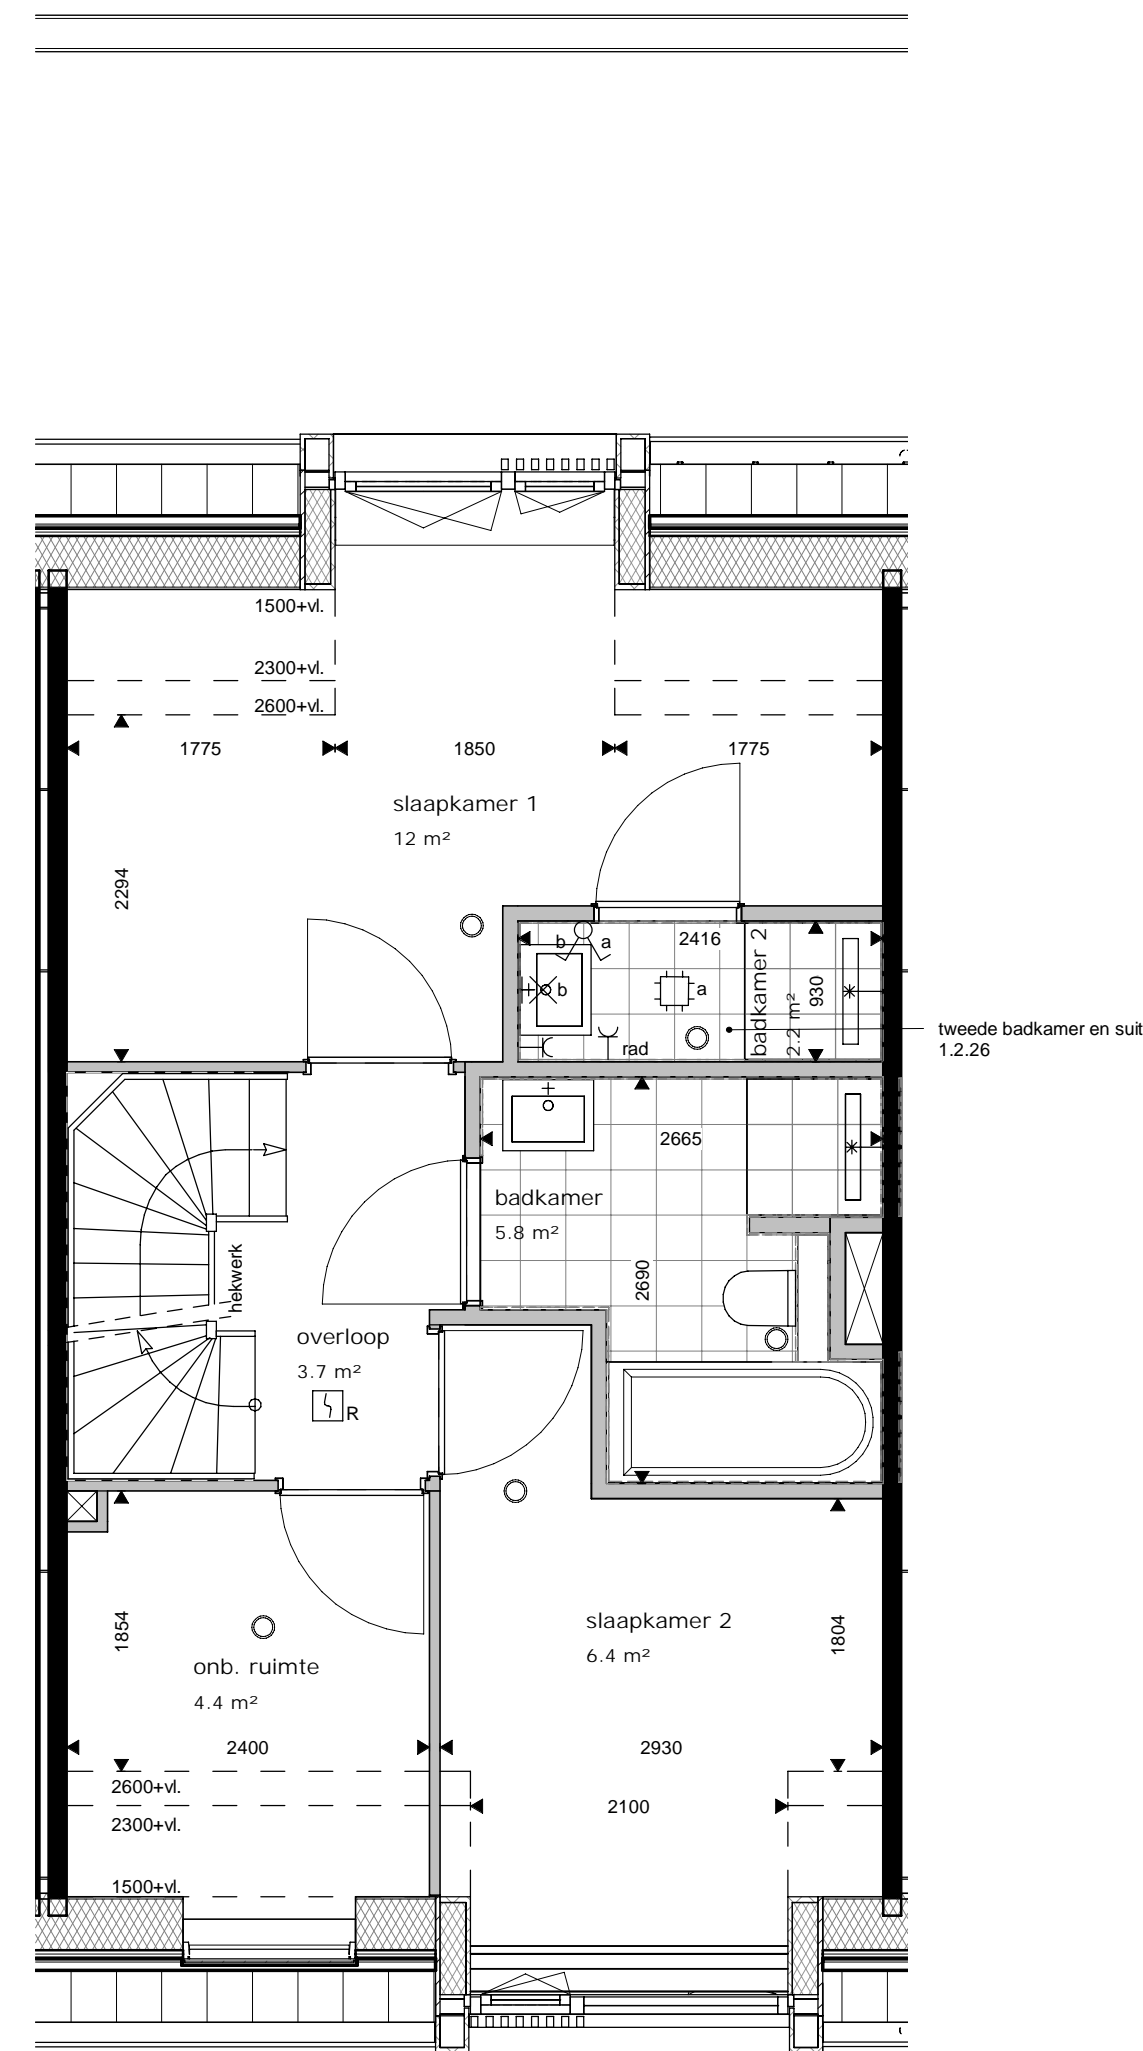 1500+vl.
2300+vl.
2600+vl.
1775
1850
1775
slaapkamer 1
12 m²
2294
b
a
2416
badkamer 2
2.2 m²
930
b
a
rad
tweede badkamer en suit
1.2.26
2665
badkamer
5.8 m²
2690
hekwerk
overloop
3.7 m²
R
1854
slaapkamer 2
6.4 m²
1804
onb. ruimte
4.4 m²
2400
2930
2600+vl.
2100
2300+vl.
1500+vl.